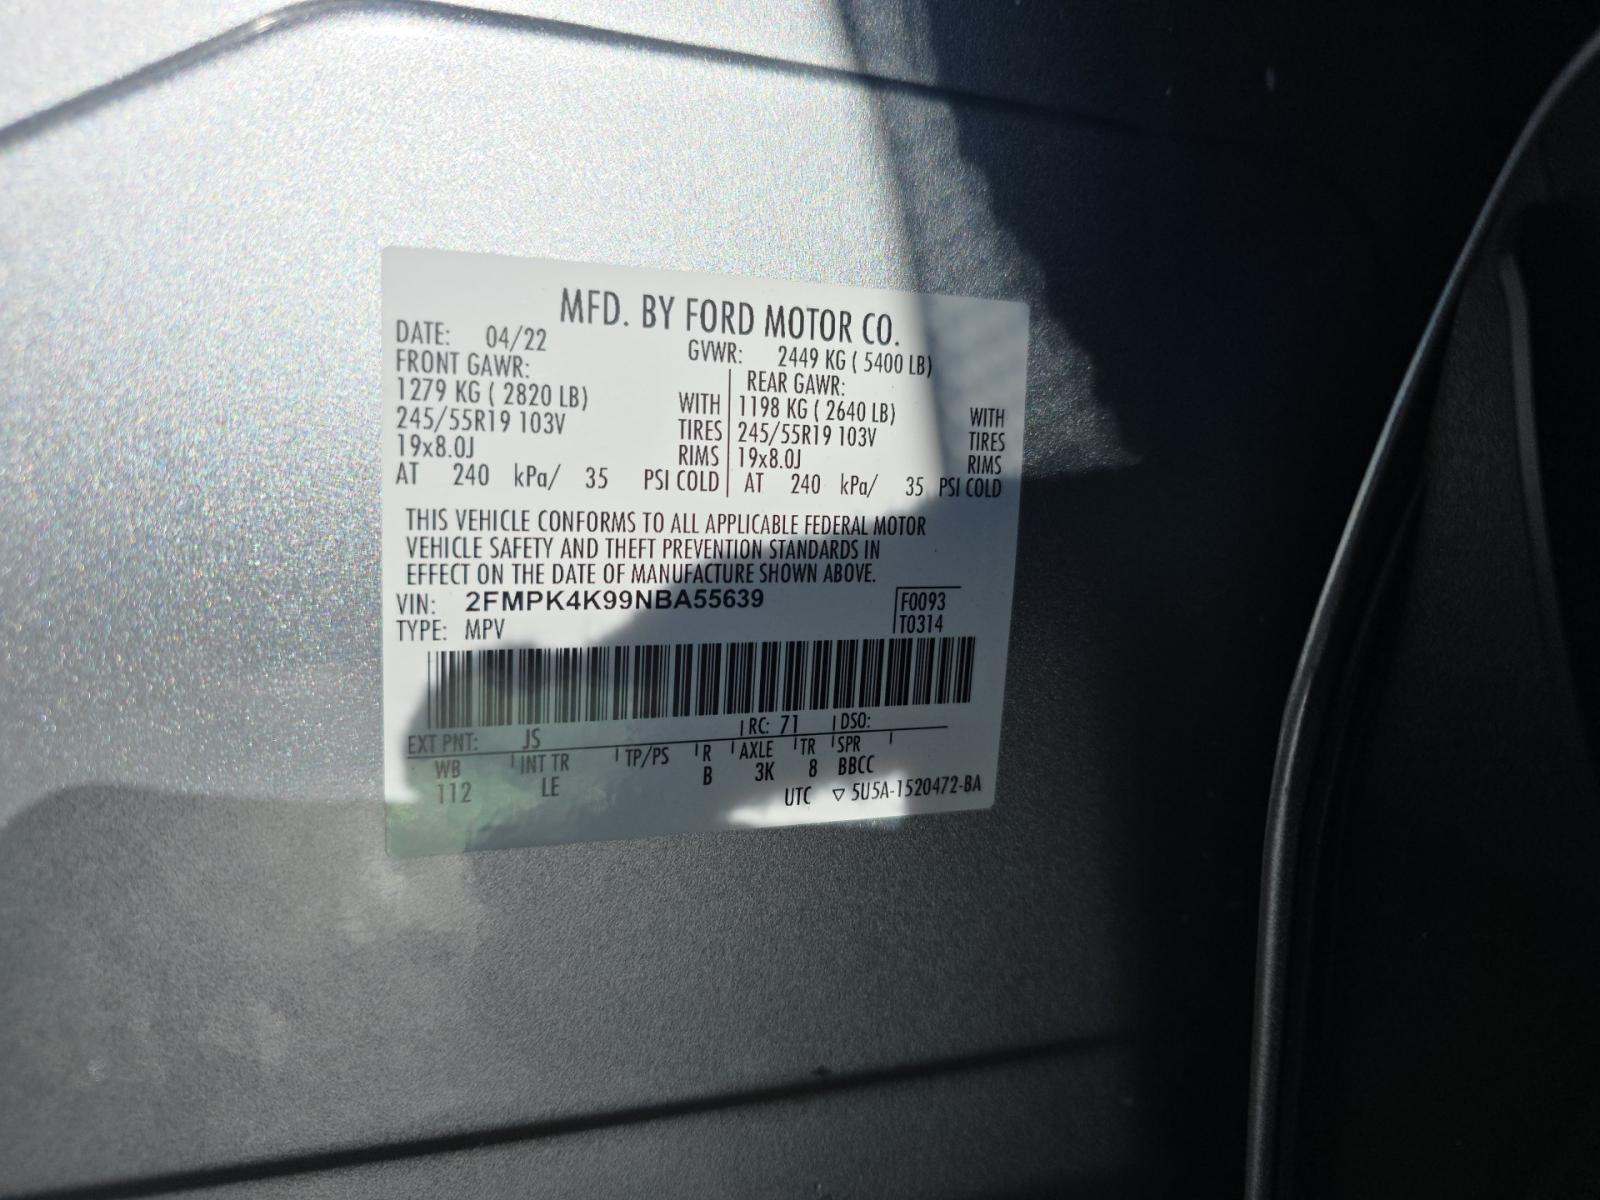 MFD. BY FORD MOTOR CO.
DATE: 04/22
GVWR: 2449 KG ( 5400 LB)
FRONT GAWR:
REAR GAWR:
1279 KG ( 2820 LB) WITH
1198 KG ( 2640 LB) WITH
245/55R19 103V TIRES
245/55R19 103V TIRES
19x8.0J RIMS
19x8.0J RIMS
AT 240 kPa/ 35 PSI COLD
AT 240 kPa/ 35 PSI COLD
THIS VEHICLE CONFORMS TO ALL APPLICABLE FEDERAL MOTOR
VEHICLE SAFETY AND THEFT PREVENTION STANDARDS IN
EFFECT ON THE DATE OF MANUFACTURE SHOWN ABOVE.
VIN: 2FMPK4K99NBA55639
F0093
TYPE: MPV
T0314
EXT PNT: JS RC: 71 DSO:
WB INT TR TP/PS R AXLE TR SPR
112 LE B 3K 8 BBCC
UTC ▽ 5U5A-1520472-BA